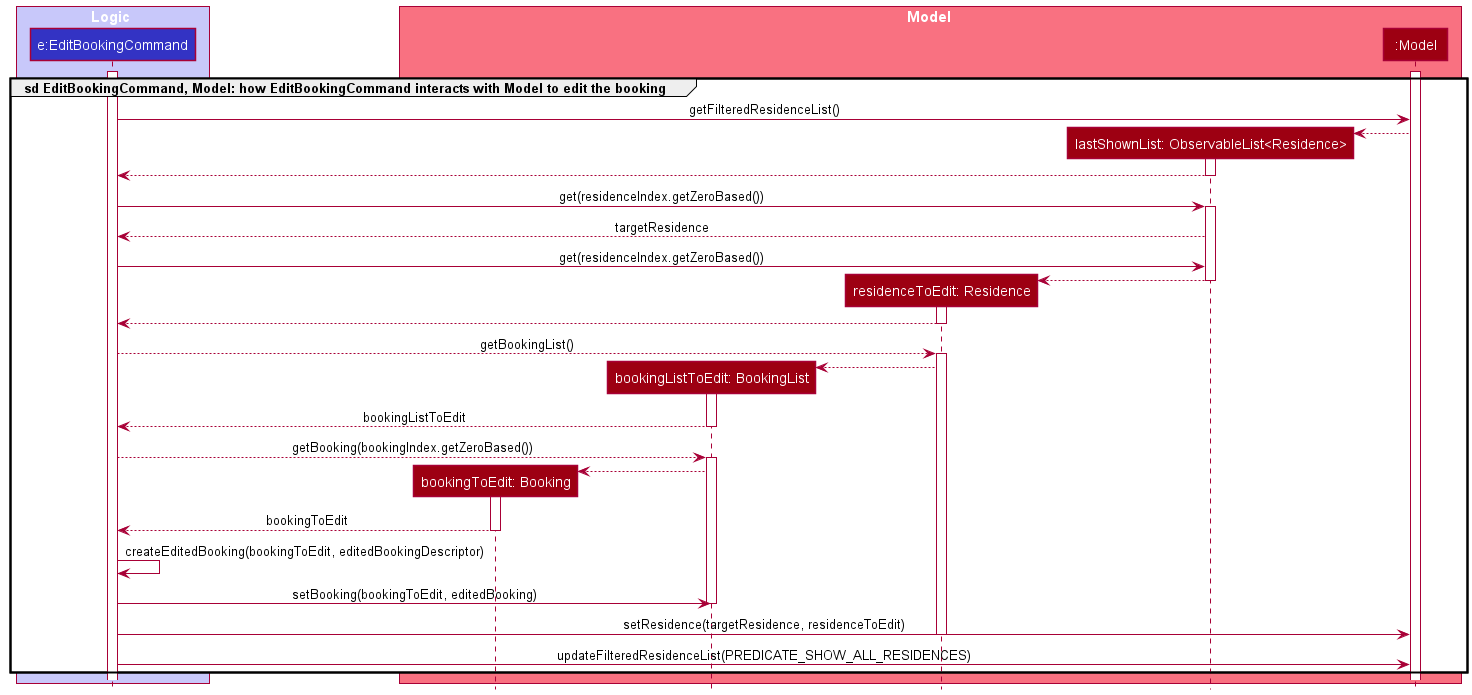 Logic
Model
e:EditBookingCommand
:Model
sd EditBookingCommand, Model: how EditBookingCommand interacts with Model to edit the booking
getFilteredResidenceList()
lastShownList: ObservableList<Residence>
get(residenceIndex.getZeroBased())
targetResidence
get(residenceIndex.getZeroBased())
residenceToEdit: Residence
getBookingList()
bookingListToEdit: BookingList
bookingListToEdit
getBooking(bookingIndex.getZeroBased())
bookingToEdit: Booking
bookingToEdit
createEditedBooking(bookingToEdit, editedBookingDescriptor)
setBooking(bookingToEdit, editedBooking)
setResidence(targetResidence, residenceToEdit)
updateFilteredResidenceList(PREDICATE_SHOW_ALL_RESIDENCES)